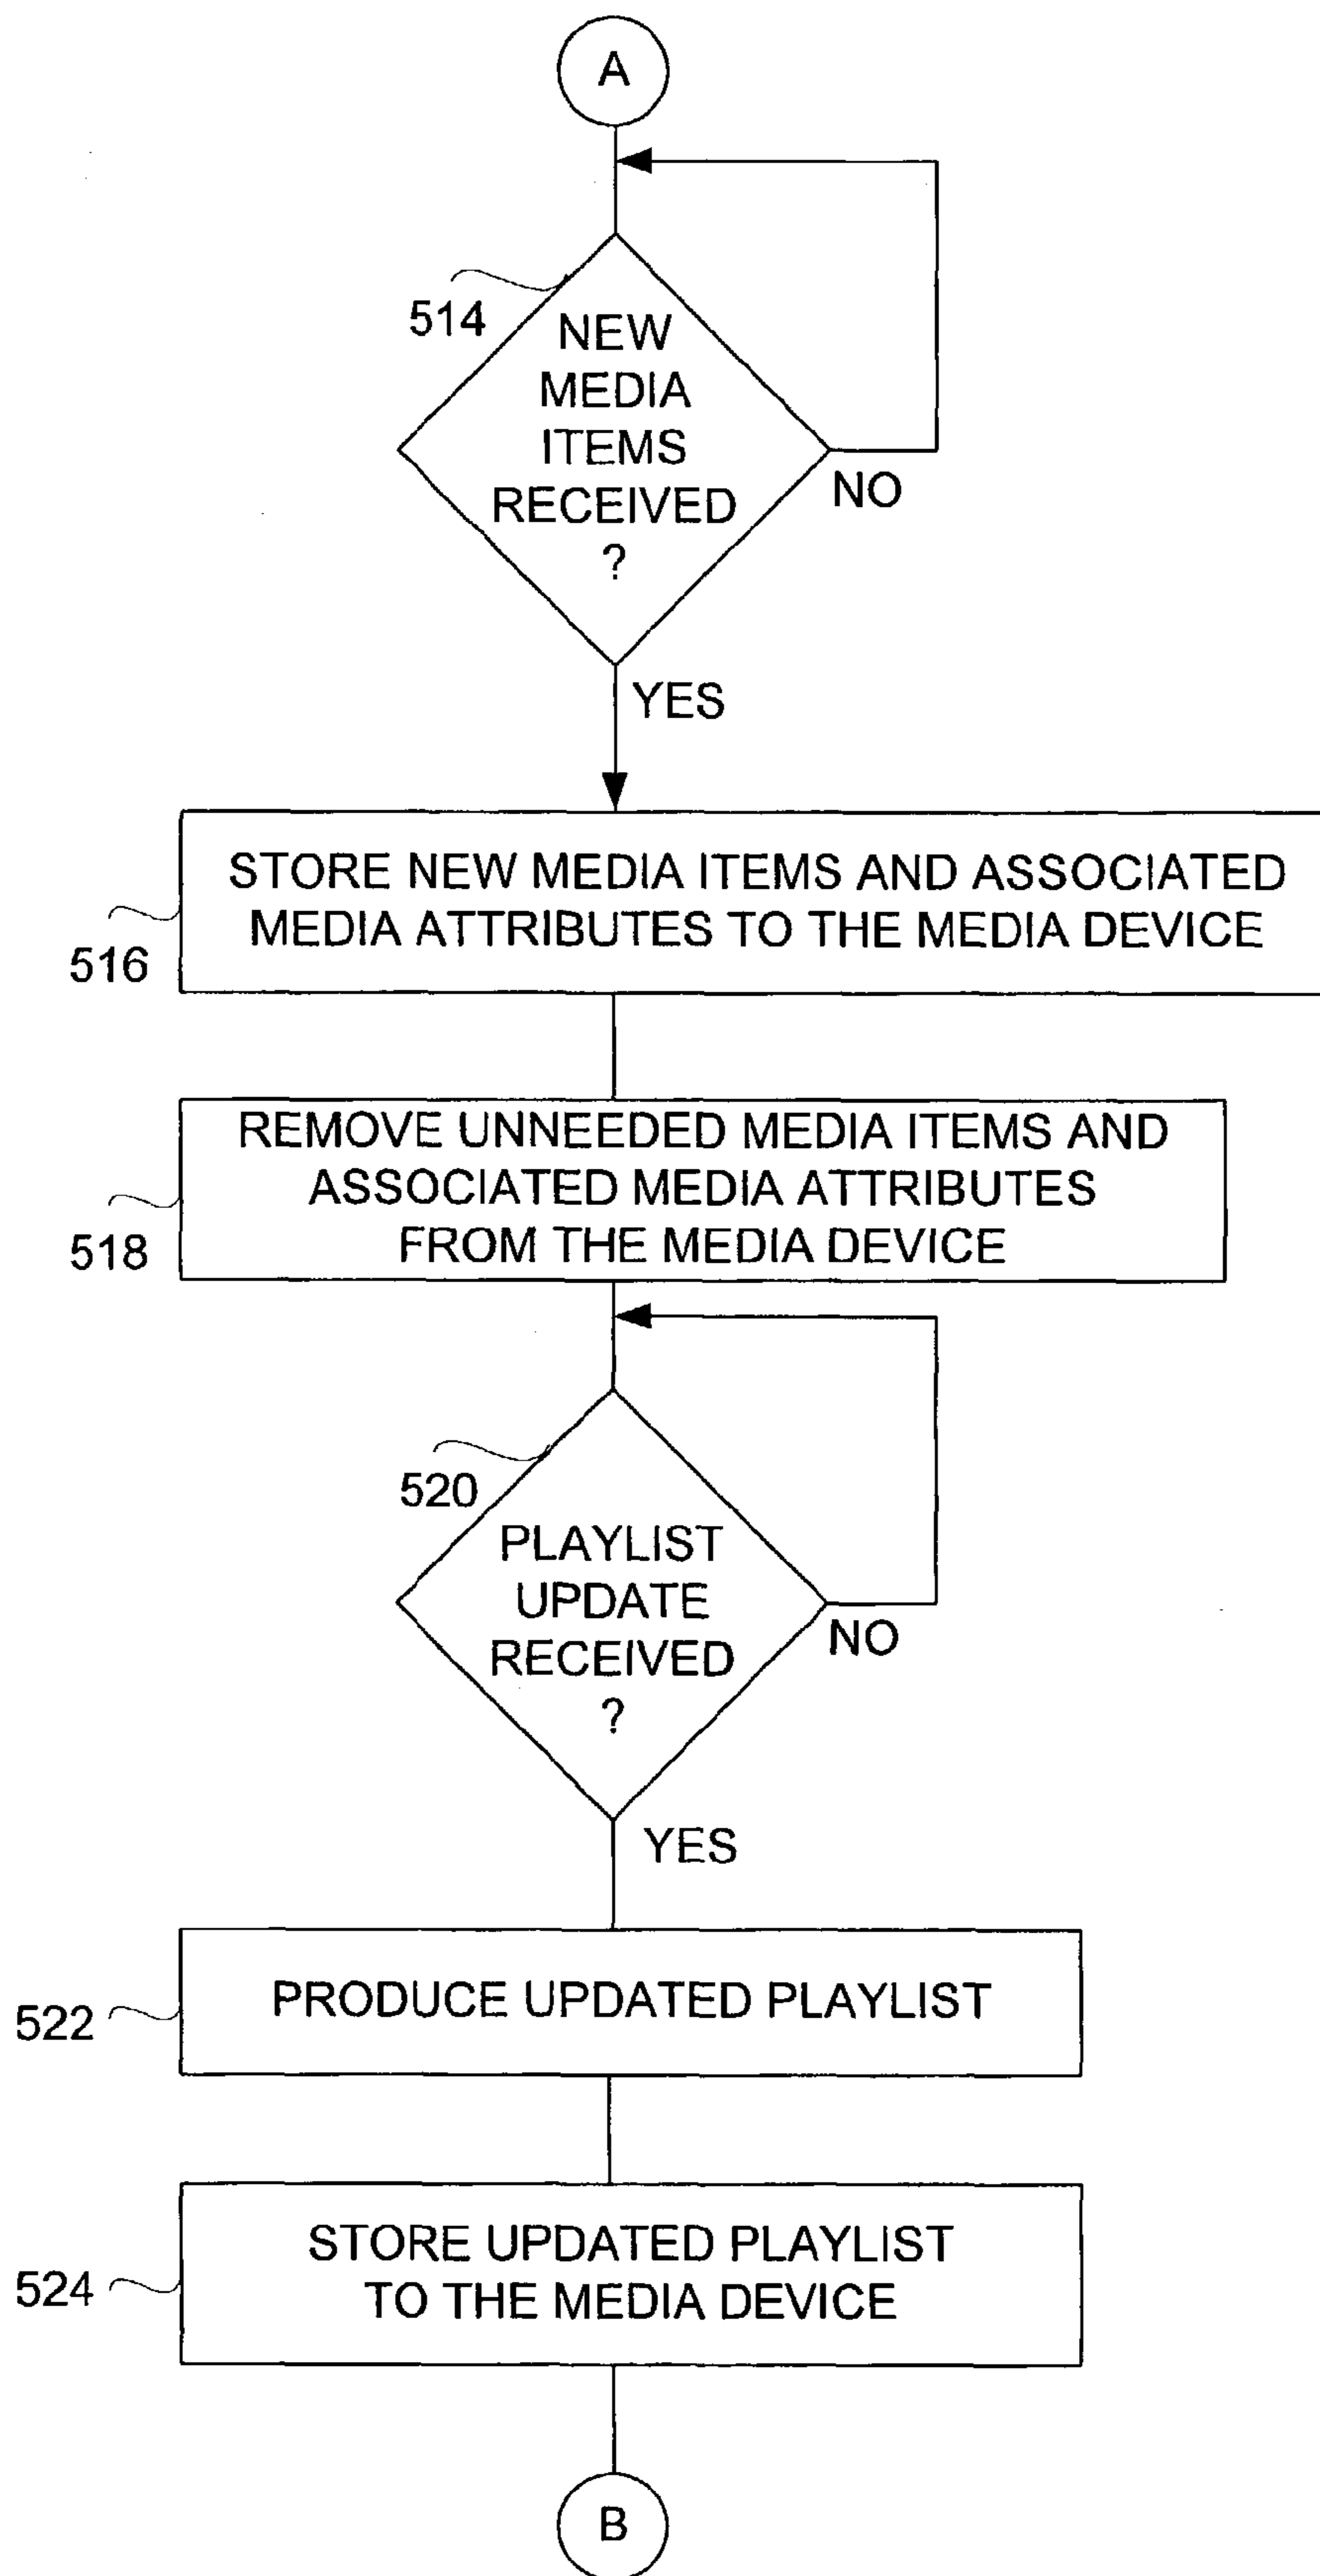 A
514
NEW
MEDIA
ITEMS
RECEIVED
?
NO
YES
STORE NEW MEDIA ITEMS AND ASSOCIATED
MEDIA ATTRIBUTES TO THE MEDIA DEVICE
516
REMOVE UNNEEDED MEDIA ITEMS AND
ASSOCIATED MEDIA ATTRIBUTES
FROM THE MEDIA DEVICE
518
520
PLAYLIST
UPDATE
RECEIVED
?
NO
YES
PRODUCE UPDATED PLAYLIST
522
STORE UPDATED PLAYLIST
TO THE MEDIA DEVICE
524
B